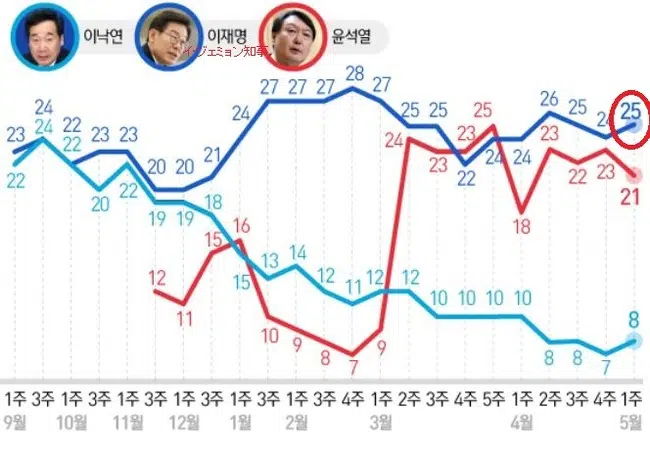 이낙연
이재명
イ・ジェミョン知事
윤석열
23 24 22 23 23 20 20 21 24 27 27 27 28 27 25 25 22 24 24 26 25 24 25
12 11 15 16 10 9 8 7 9 24 23 23 25 18 23 22 23 21
22 24 22 20 22 19 19 18 15 13 14 12 11 12 12 10 10 10 10 8 8 7 8
1주 3주 1주 3주 1주 3주 1주 3주 1주 3주 1주 3주 4주 1주 2주 3주 4주 5주 1주 2주 3주 4주 1주
9월 10월 11월 12월 1월 2월 3월 4월 5월